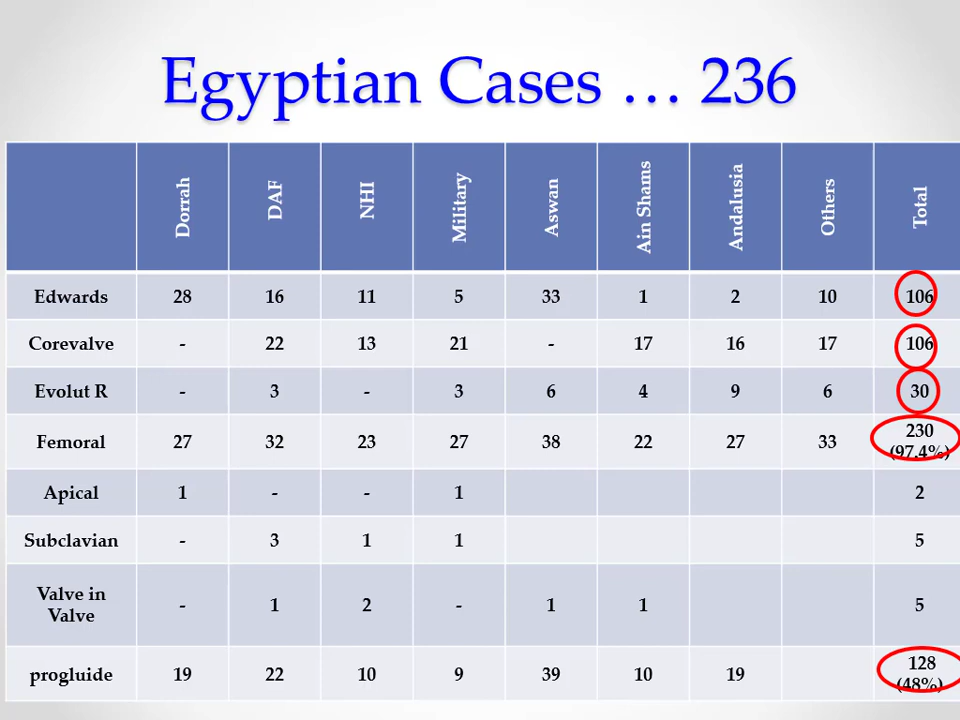 Egyptian Cases … 236
Dorrah DAF NHI Military Aswan Ain Shams Andalusia Others Total
Edwards 28 16 11 5 33 1 2 10 106
Corevalve - 22 13 21 - 17 16 17 106
Evolut R - 3 - 3 6 4 9 6 30
Femoral 27 32 23 27 38 22 27 33 230
(97.4%)
Apical 1 - - 1 2
Subclavian - 3 1 1 5
Valve in
Valve - 1 2 - 1 1 5
progluide 19 22 10 9 39 10 19 128
(48%)